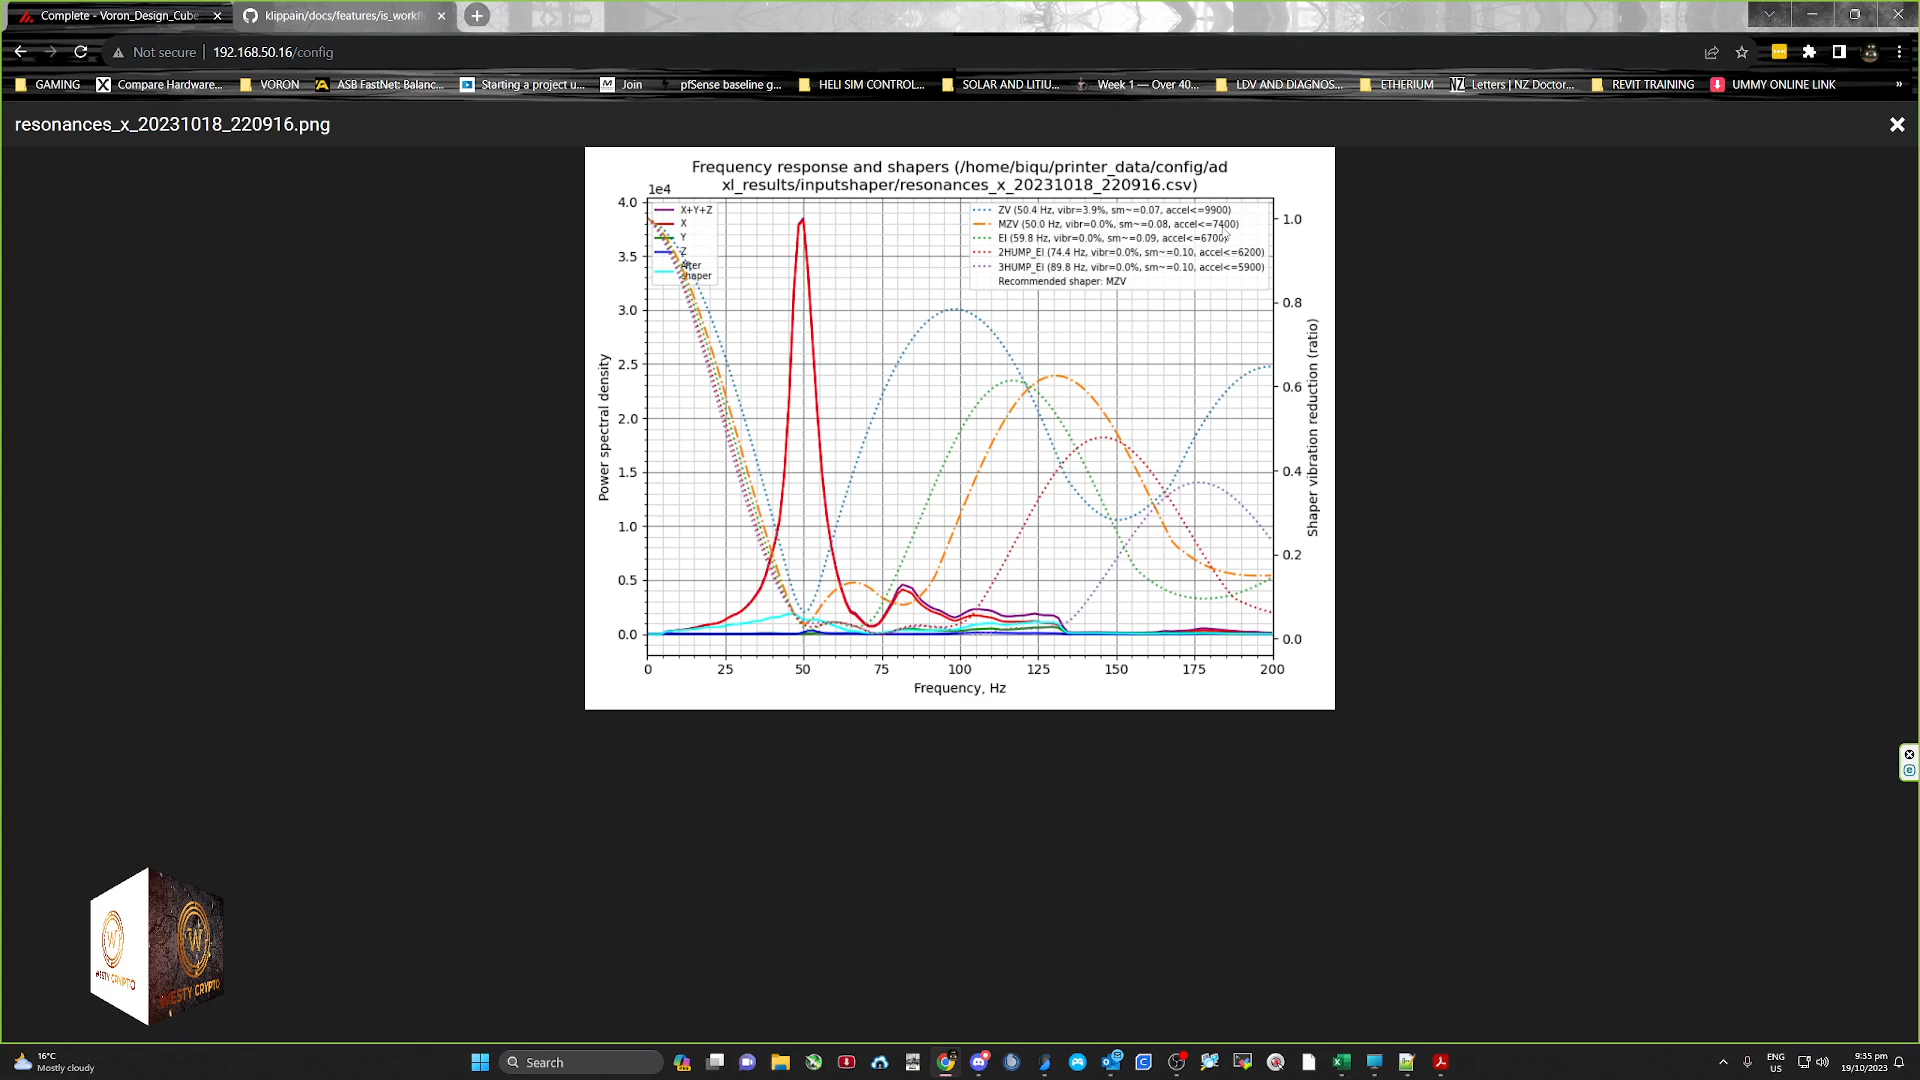 Complete - Voron_Design_Cube
klippain/docs/features/is_workfl
Not secure
192.168.50.16/config
GAMING
Compare Hardware...
VORON
ASB FastNet: Balanc...
Starting a project u...
Join
pfSense baseline g...
HELI SIM CONTROL...
SOLAR AND LITIU...
Week 1 — Over 40...
LDV AND DIAGNOS...
ETHERIUM
Letters | NZ Doctor...
REVIT TRAINING
UMMY ONLINE LINK
»
resonances_x_20231018_220916.png
Frequency response and shapers (/home/biqu/printer_data/config/ad
xl_results/inputshaper/resonances_x_20231018_220916.csv)
1e4
4.0
3.5
3.0
2.5
2.0
1.5
1.0
0.5
0.0
Power spectral density
X+Y+Z
X
Y
Z
After
shaper
ZV (50.4 Hz, vibr=3.9%, sm~=0.07, accel<=9900)
MZV (50.0 Hz, vibr=0.0%, sm~=0.08, accel<=7400)
EI (59.8 Hz, vibr=0.0%, sm~=0.09, accel<=6700)
2HUMP_EI (74.4 Hz, vibr=0.0%, sm~=0.10, accel<=6200)
3HUMP_EI (89.8 Hz, vibr=0.0%, sm~=0.10, accel<=5900)
Recommended shaper: MZV
1.0
0.8
0.6
0.4
0.2
0.0
Shaper vibration reduction (ratio)
0
25
50
75
100
125
150
175
200
Frequency, Hz
W
WESTY CRYPTO
W
WESTY CRYPTO
16°C
Mostly cloudy
Search
ENG
US
9:35 pm
19/10/2023